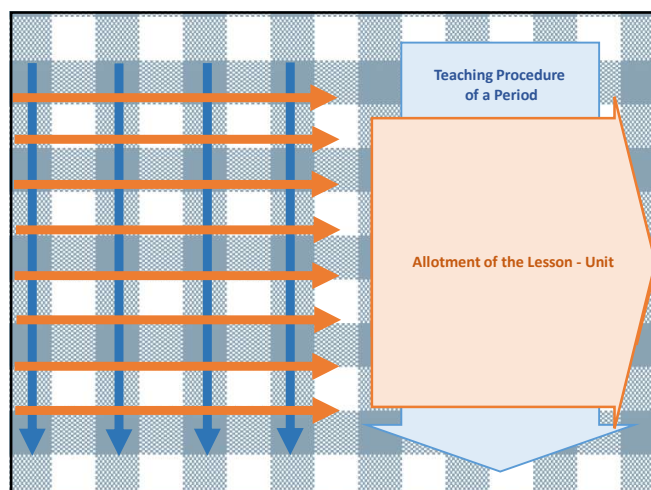 Teaching Procedure
of a Period
Allotment of the Lesson - Unit